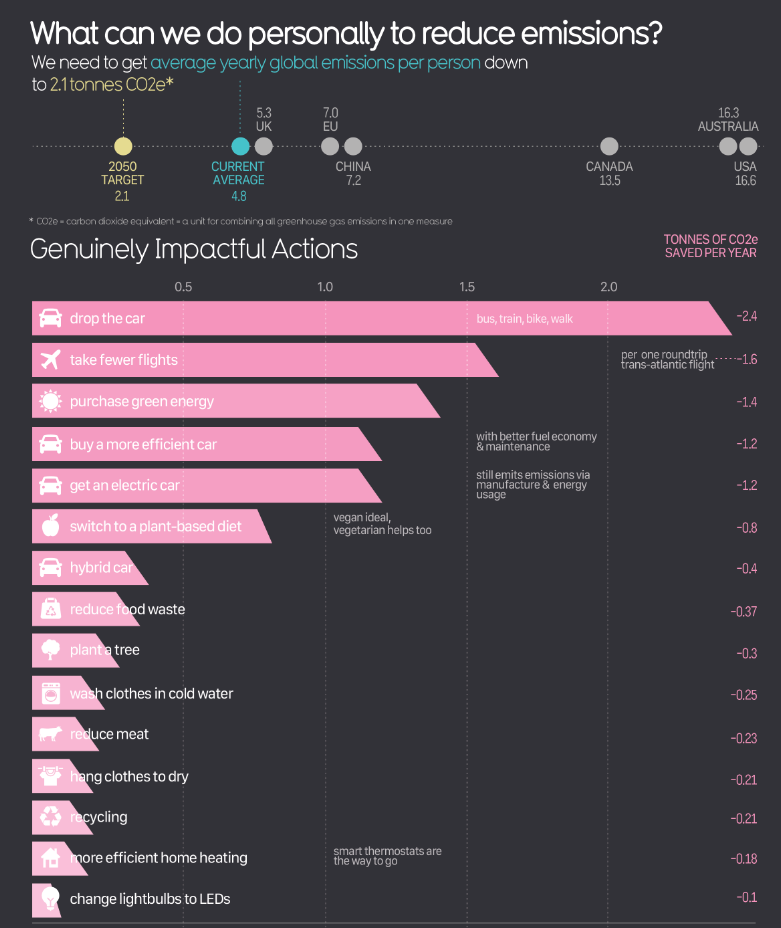 What can we do personally to reduce emissions?
We need to get average yearly global emissions per person down
to 2.1 tonnes CO2e*
5.3
UK
7.0
EU
16.3
AUSTRALIA
2050
TARGET
2.1
CURRENT
AVERAGE
4.8
CHINA
7.2
CANADA
13.5
USA
16.6
* CO2e = carbon dioxide equivalent = a unit for combining all greenhouse gas emissions in one measure
Genuinely Impactful Actions
TONNES OF CO2e
SAVED PER YEAR
0.5 1.0 1.5 2.0
drop the car bus, train, bike, walk -2.4
take fewer flights per one roundtrip
trans-atlantic flight -1.6
purchase green energy -1.4
buy a more efficient car with better fuel economy
& maintenance -1.2
get an electric car still emits emissions via
manufacture & energy
usage -1.2
switch to a plant-based diet vegan ideal,
vegetarian helps too -0.8
hybrid car -0.4
reduce food waste -0.37
plant a tree -0.3
wash clothes in cold water -0.25
reduce meat -0.23
hang clothes to dry -0.21
recycling -0.21
more efficient home heating smart thermostats are
the way to go -0.18
change lightbulbs to LEDs -0.1